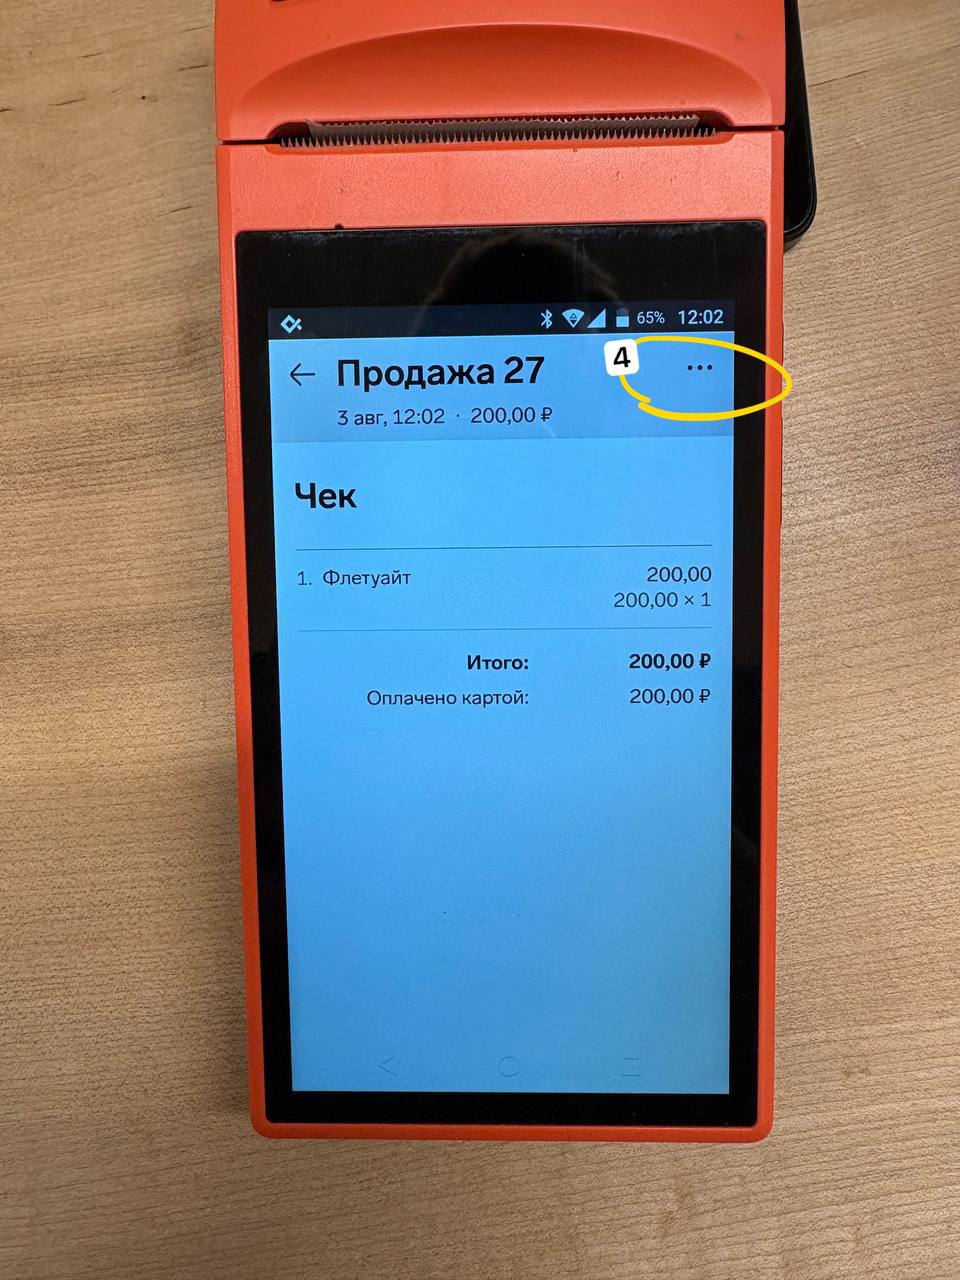 65% 12:02
4
← Продажа 27 •••
3 авг, 12:02 · 200,00 ₽
Чек
1. Флетуайт 200,00
200,00 × 1
Итого: 200,00 ₽
Оплачено картой: 200,00 ₽